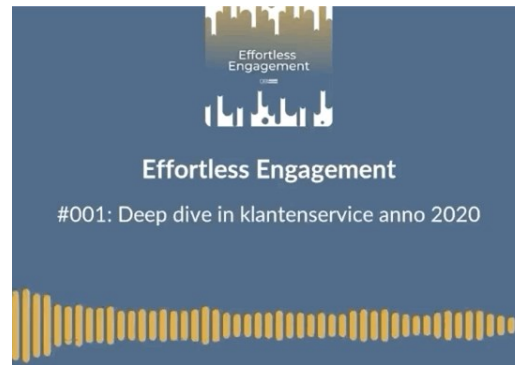 Effortless
Engagement
Effortless Engagement
#001: Deep dive in klantenservice anno 2020